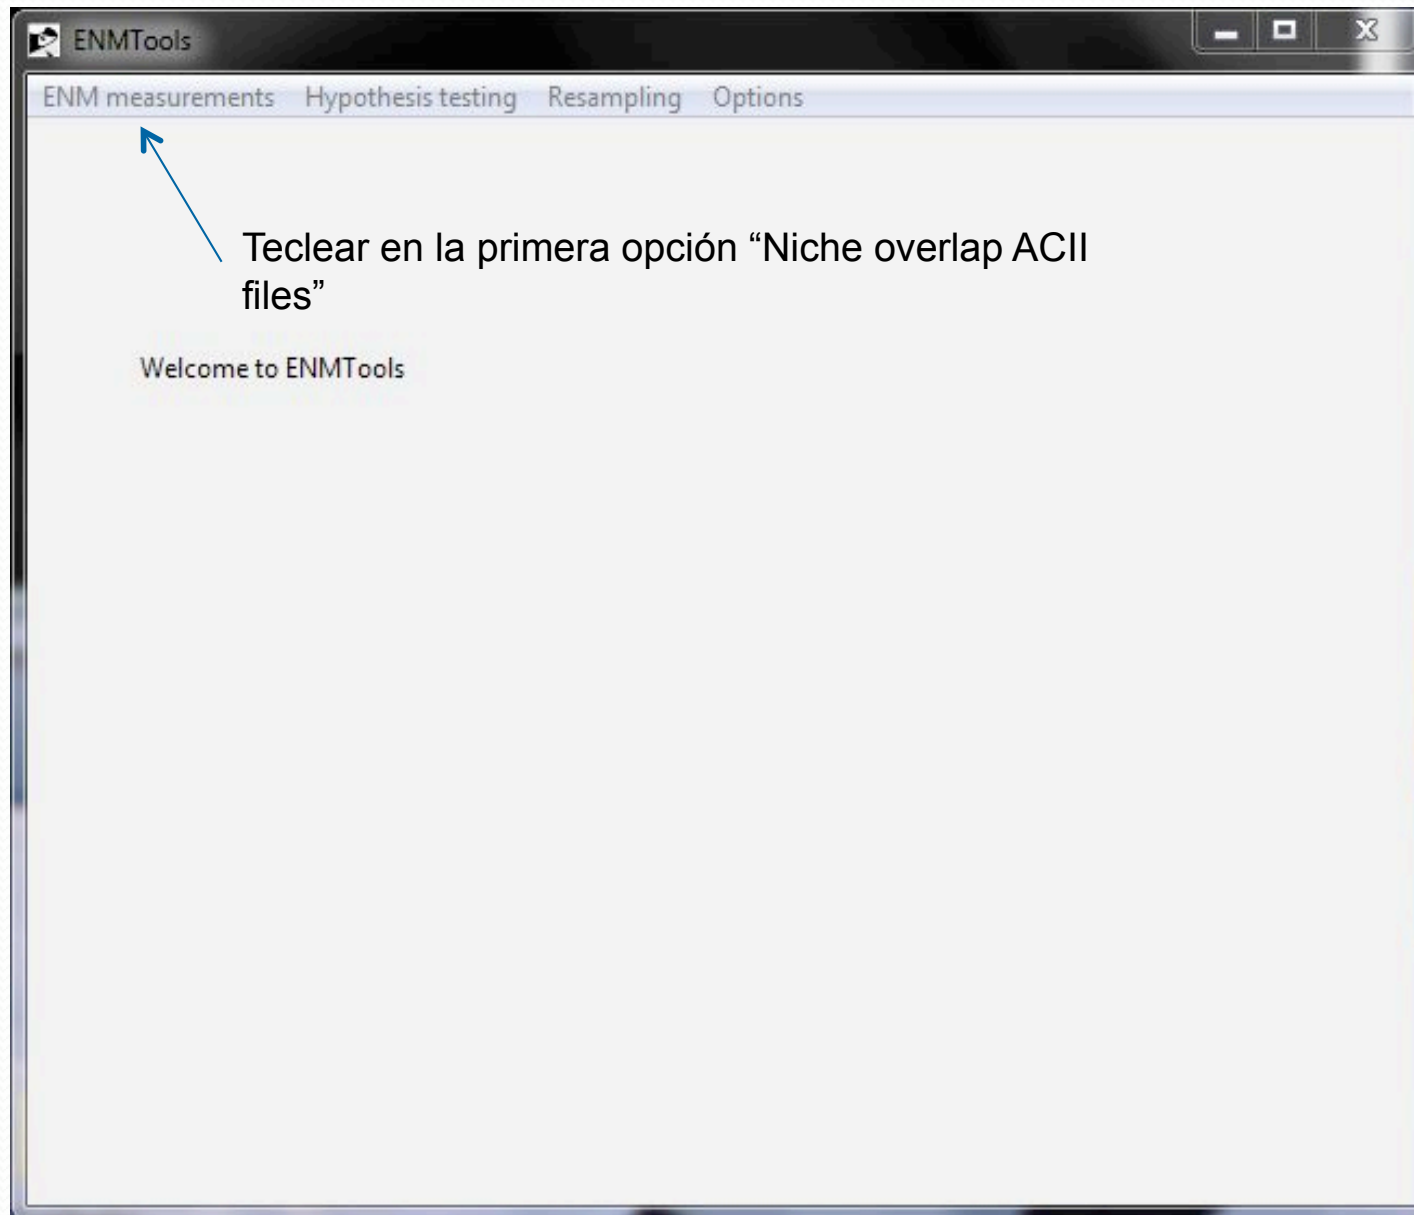 ENMTools
ENM measurements Hypothesis testing Resampling Options
Teclear en la primera opción “Niche overlap ACII
files”
Welcome to ENMTools